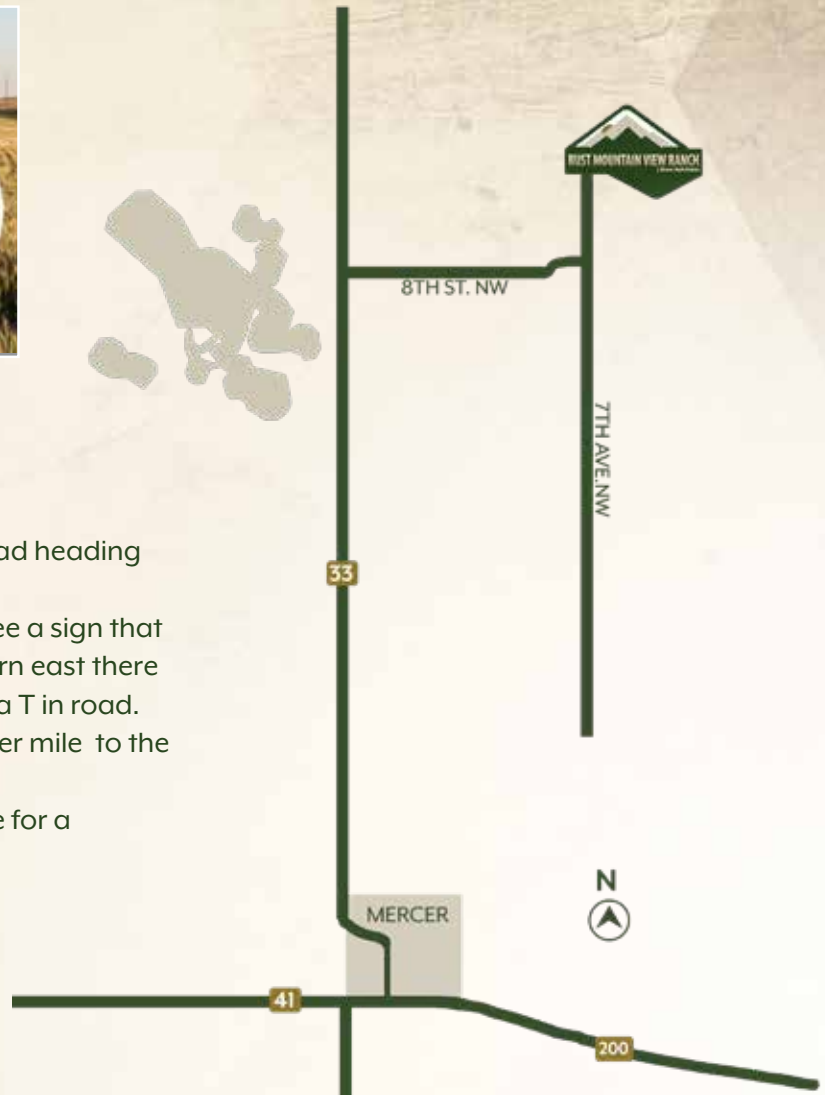 RUST MOUNTAIN VIEW RANCH
8TH ST. NW
7TH AVE. NW
ad heading
33
ee a sign that
rn east there
a T in road.
er mile to the
e for a
N
MERCER
41
200